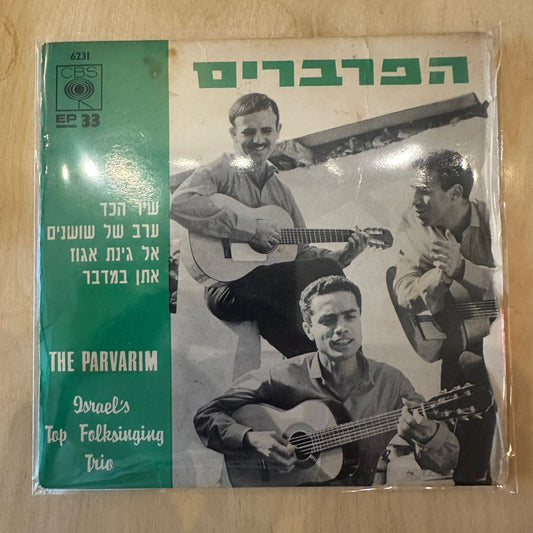 6231
CBS
EP 33
הפרברים
שיר הכד
ערב של שושנים
אל גינת אגוז
אתן במדבר
THE PARVARIM
Israel's
Top Folksinging
Trio